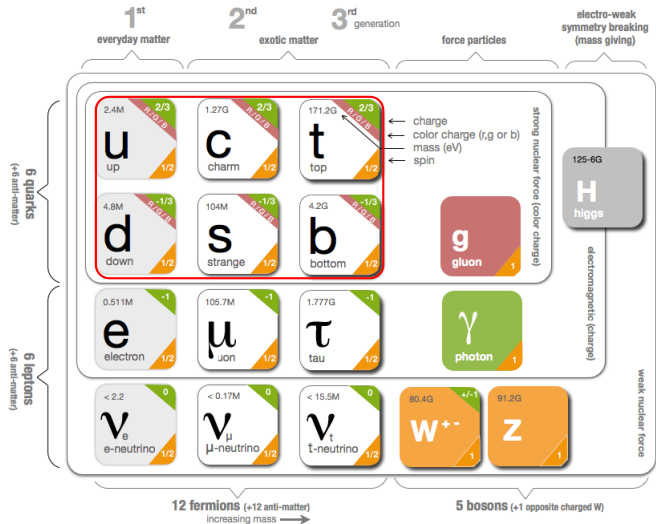 1st
2nd
3rd generation
everyday matter
exotic matter
force particles
electro-weak
symmetry breaking
(mass giving)
6 quarks
(+6 anti-matter)
6 leptons
(+6 anti-matter)
2.4M
2/3
R/G/B
u
up
1/2
1.27G
2/3
R/G/B
c
charm
1/2
171.2G
2/3
R/G/B
t
top
1/2
charge
color charge (r,g or b)
mass (eV)
spin
4.8M
-1/3
R/G/B
d
down
1/2
104M
-1/3
R/G/B
s
strange
1/2
4.2G
-1/3
R/G/B
b
bottom
1/2
g
gluon
1
strong nuclear force (color charge)
125-6G
H
higgs
0.511M
-1
e
electron
1/2
105.7M
-1
μ
uon
1/2
1.777G
-1
τ
tau
1/2
γ
photon
1
electromagnetic (charge)
< 2.2
0
νe
e-neutrino
1/2
< 0.17M
0
νμ
μ-neutrino
1/2
< 15.5M
0
νt
t-neutrino
1/2
80.4G
+/-1
W+-
1
91.2G
Z
1
weak nuclear force
12 fermions (+12 anti-matter)
increasing mass
5 bosons (+1 opposite charged W)